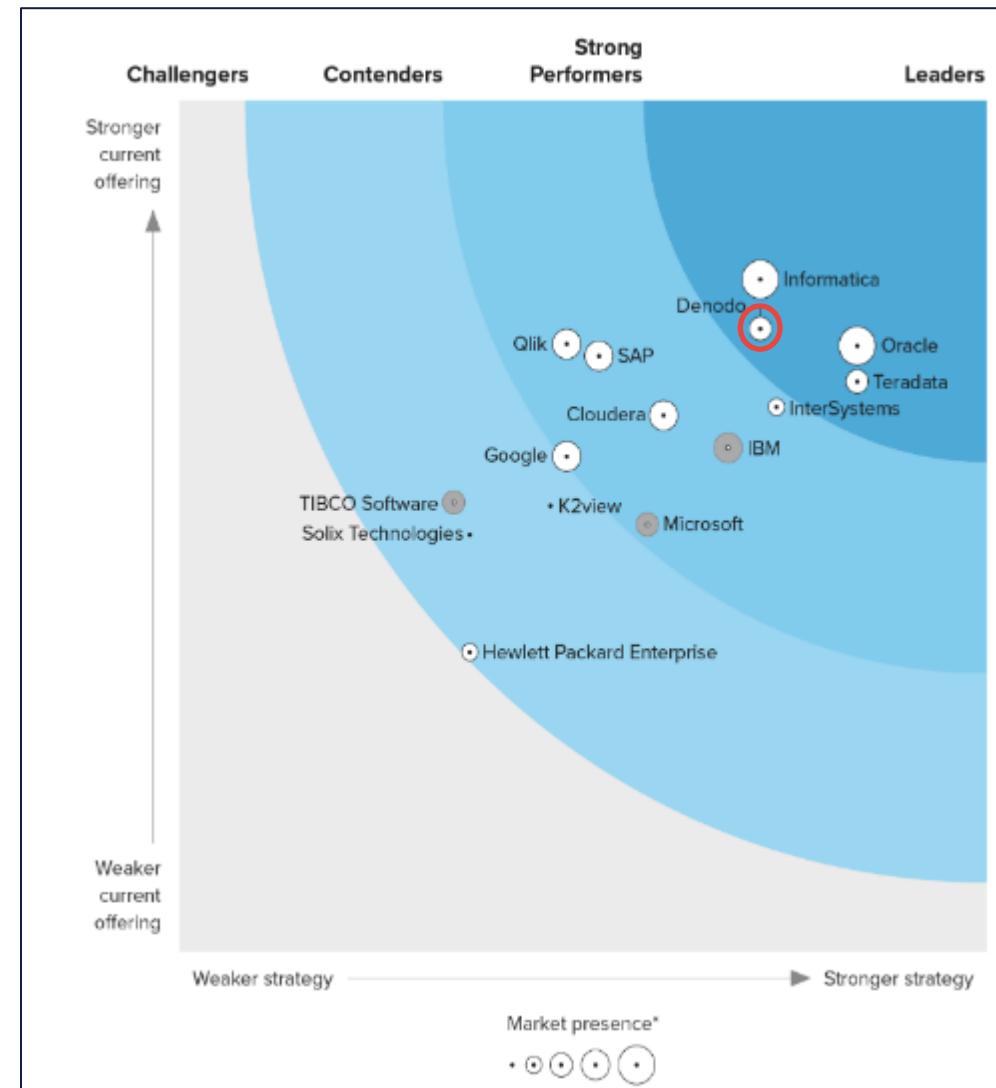 Challengers
Contenders
Strong
Performers
Leaders
Stronger
current
offering
Informatica
Denodo
Qlik
SAP
Oracle
Teradata
InterSystems
Cloudera
IBM
Google
TIBCO Software
K2view
Microsoft
Solix Technologies
Hewlett Packard Enterprise
Weaker
current
offering
Weaker strategy
Stronger strategy
Market presence*